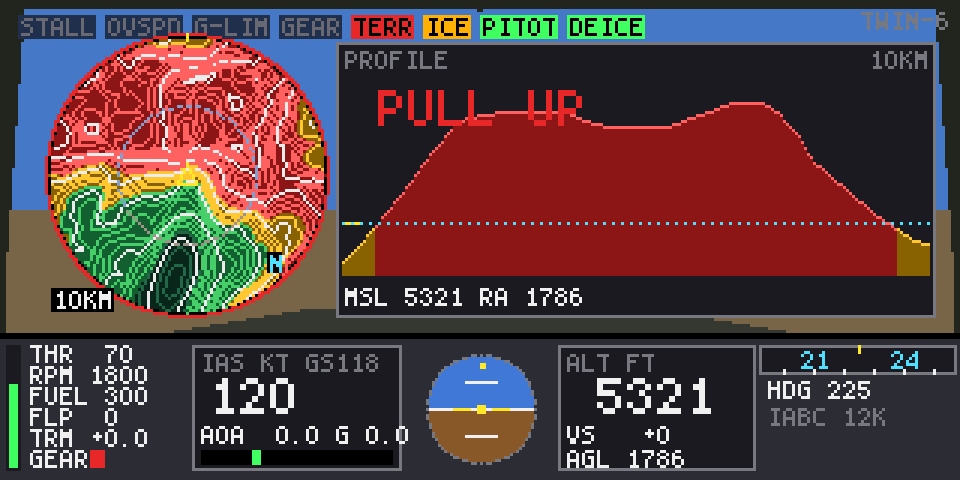 STALL OVSPD G-LIM GEAR TERR ICE PITOT DEICE
TWIN-6
PROFILE 10KM
PULL UP
N
10KM
MSL 5321 RA 1786
THR 70
RPM 1800
FUEL 300
FLP 0
TRM +0.0
GEAR
IAS KT GS118
120
AOA 0.0 G 0.0
ALT FT
5321
VS +0
AGL 1786
21 24
HDG 225
IABC 12K